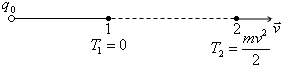 q₀
1 2 v⃗
T₁ = 0 T₂ = mv²/2